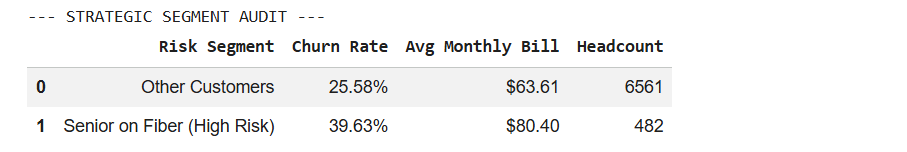 --- STRATEGIC SEGMENT AUDIT ---
Risk Segment Churn Rate Avg Monthly Bill Headcount
0 Other Customers 25.58% $63.61 6561
1 Senior on Fiber (High Risk) 39.63% $80.40 482